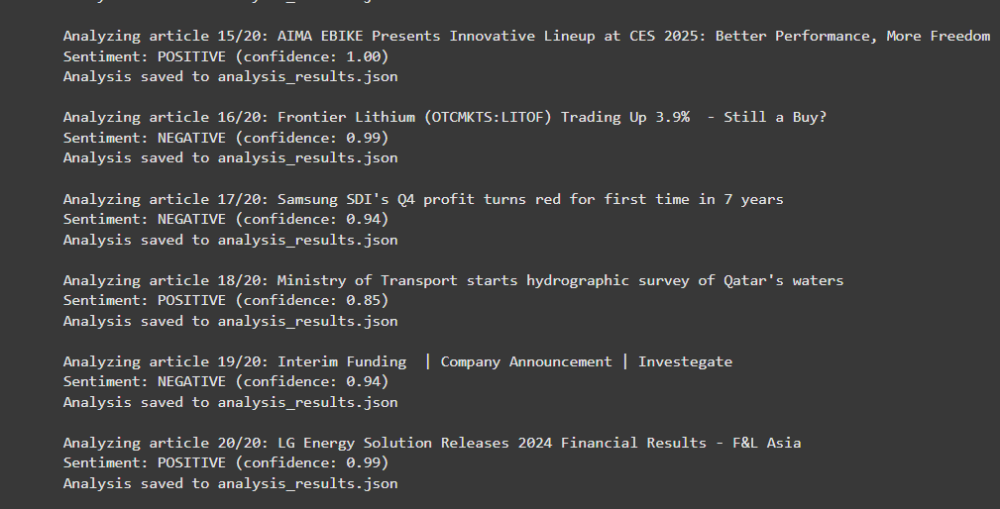 Analyzing article 15/20: AIMA EBIKE Presents Innovative Lineup at CES 2025: Better Performance, More Freedom
Sentiment: POSITIVE (confidence: 1.00)
Analysis saved to analysis_results.json
Analyzing article 16/20: Frontier Lithium (OTCMKTS:LITOF) Trading Up 3.9%  - Still a Buy?
Sentiment: NEGATIVE (confidence: 0.99)
Analysis saved to analysis_results.json
Analyzing article 17/20: Samsung SDI's Q4 profit turns red for first time in 7 years
Sentiment: NEGATIVE (confidence: 0.94)
Analysis saved to analysis_results.json
Analyzing article 18/20: Ministry of Transport starts hydrographic survey of Qatar's waters
Sentiment: POSITIVE (confidence: 0.85)
Analysis saved to analysis_results.json
Analyzing article 19/20: Interim Funding  | Company Announcement | Investegate
Sentiment: NEGATIVE (confidence: 0.94)
Analysis saved to analysis_results.json
Analyzing article 20/20: LG Energy Solution Releases 2024 Financial Results - F&L Asia
Sentiment: POSITIVE (confidence: 0.99)
Analysis saved to analysis_results.json